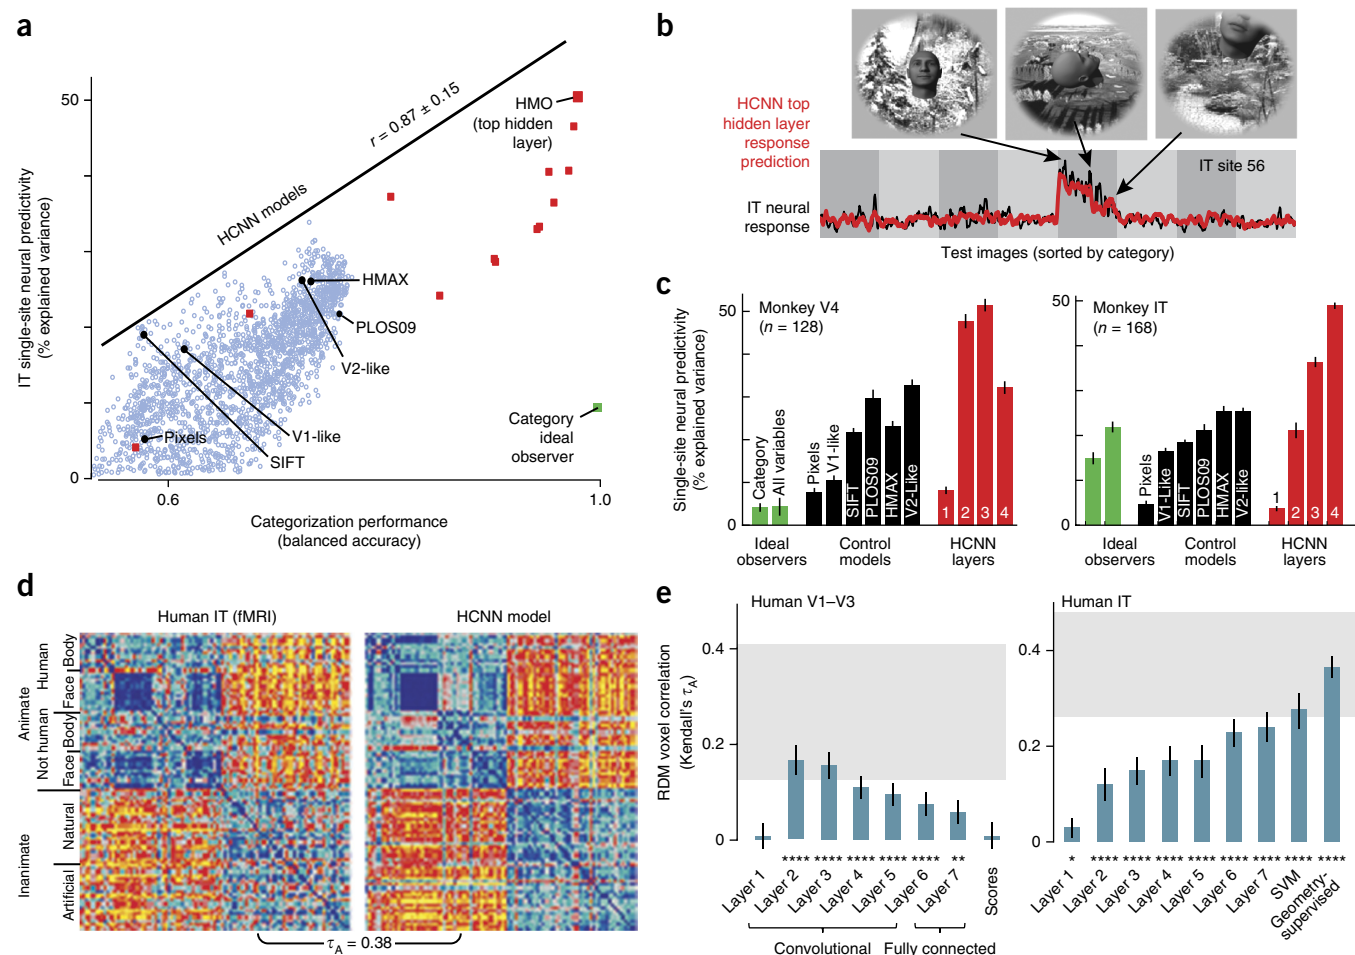 a
50
0
IT single-site neural predictivity
(% explained variance)
HCNN models
r = 0.87 ± 0.15
HMO
(top hidden
layer)
HMAX
PLOS09
V2-like
V1-like
SIFT
Pixels
Category
ideal
observer
0.6
1.0
Categorization performance
(balanced accuracy)
b
HCNN top
hidden layer
response
prediction
IT neural
response
IT site 56
Test images (sorted by category)
c
Single-site neural predictivity
(% explained variance)
50
0
Monkey V4
(n = 128)
Category
All variables
Pixels
V1-like
SIFT
PLOS09
HMAX
V2-Like
1
2
3
4
Ideal
observers
Control
models
HCNN
layers
50
0
Monkey IT
(n = 168)
Pixels
V1-Like
SIFT
PLOS09
HMAX
V2-like
1
2
3
4
Ideal
observers
Control
models
HCNN
layers
d
Human IT (fMRI)
HCNN model
Animate
Inanimate
Human
Not human
Body
Face
Body
Face
Natural
Artificial
τA = 0.38
e
RDM voxel correlation
(Kendall's τA)
Human V1–V3
0.4
0.2
0
**** **** **** **** **** **
Layer 1
Layer 2
Layer 3
Layer 4
Layer 5
Layer 6
Layer 7
Scores
Convolutional
Fully connected
Human IT
0.4
0.2
0
* **** **** **** **** **** **** **** ****
Layer 1
Layer 2
Layer 3
Layer 4
Layer 5
Layer 6
Layer 7
SVM
Geometry-
supervised